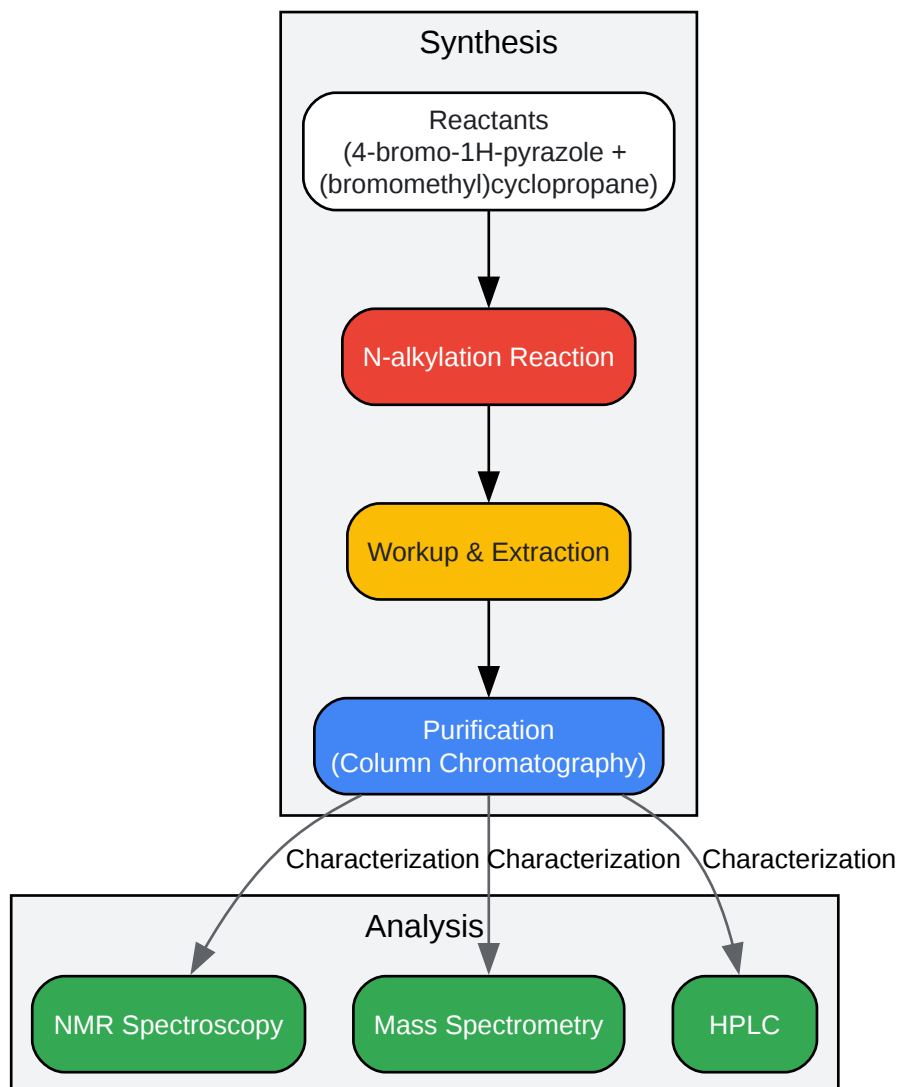 Synthesis
Reactants
(4-bromo-1H-pyrazole +
(bromomethyl)cyclopropane)
N-alkylation Reaction
Workup & Extraction
Purification
(Column Chromatography)
Characterization
Characterization
Characterization
Analysis
NMR Spectroscopy
Mass Spectrometry
HPLC